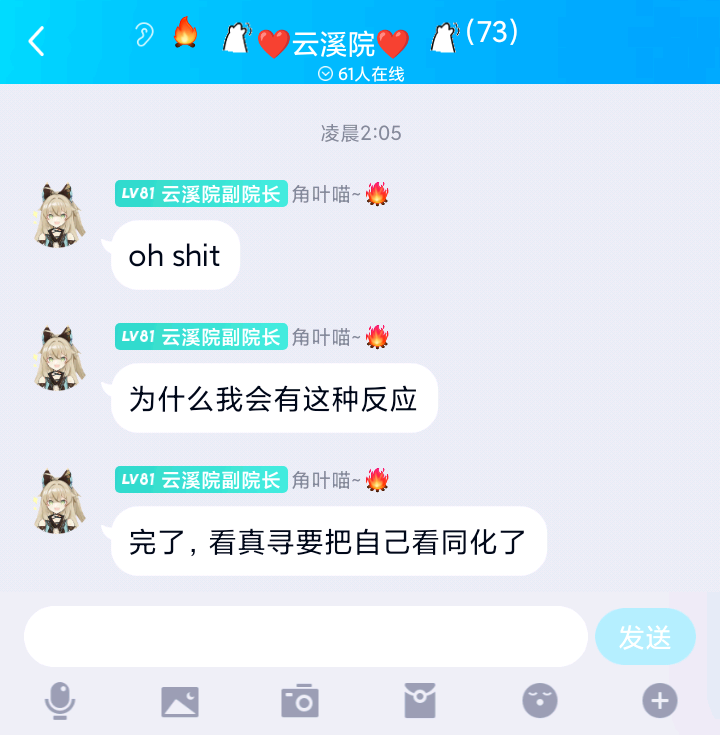 云溪院(73)
61人在线
凌晨2:05
LV81 云溪院副院长 角叶喵~
oh shit
LV81 云溪院副院长 角叶喵~
为什么我会有这种反应
LV81 云溪院副院长 角叶喵~
完了，看真寻要把自己看同化了
发送